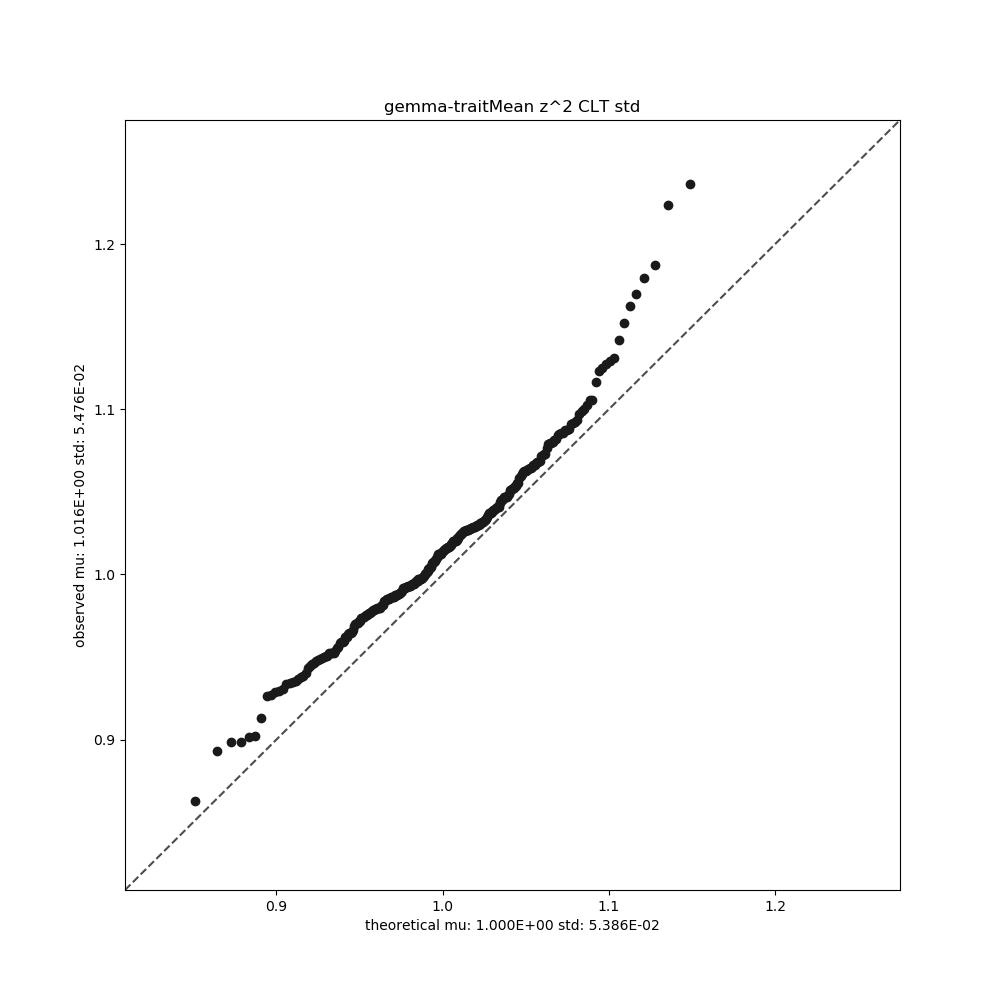 gemma-traitMean z^2 CLT std
observed mu: 1.016E+00 std: 5.476E-02
1.2
1.1
1.0
0.9
0.9 1.0 1.1 1.2
theoretical mu: 1.000E+00 std: 5.386E-02